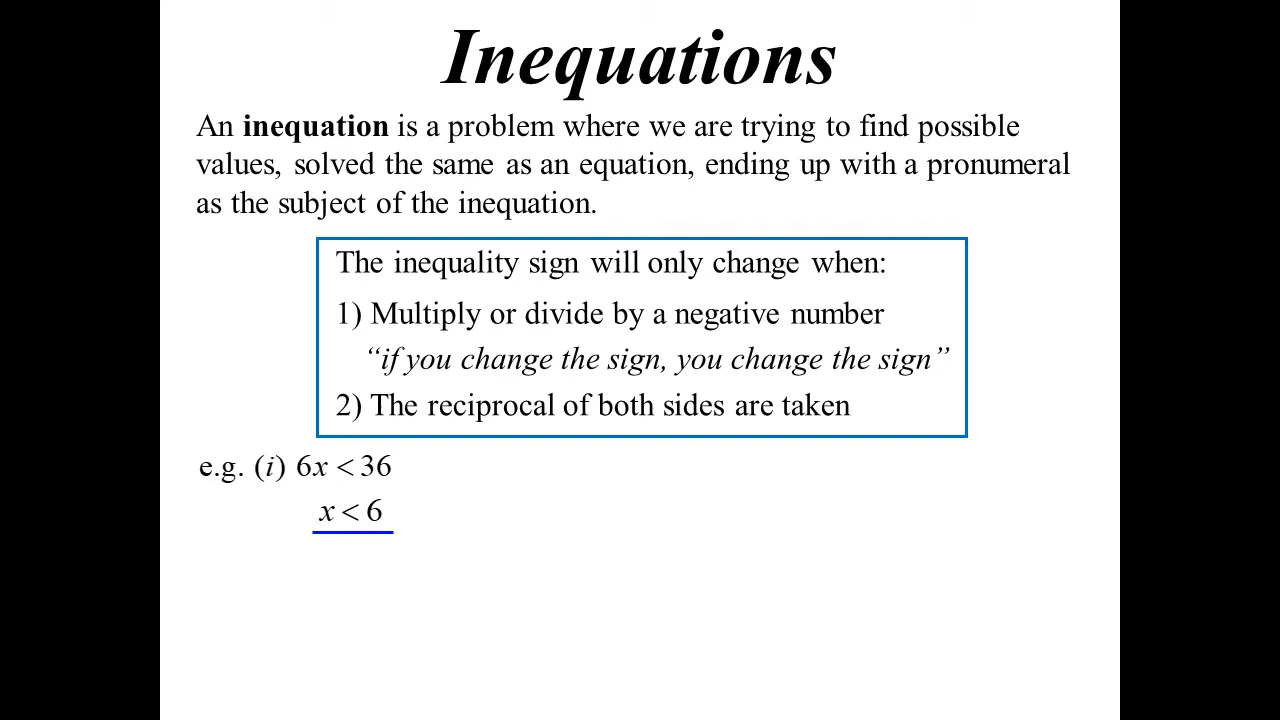 Inequations
An inequation is a problem where we are trying to find possible
values, solved the same as an equation, ending up with a pronumeral
as the subject of the inequation.
The inequality sign will only change when:
1) Multiply or divide by a negative number
“if you change the sign, you change the sign”
2) The reciprocal of both sides are taken
e.g. (i) 6x < 36
x < 6